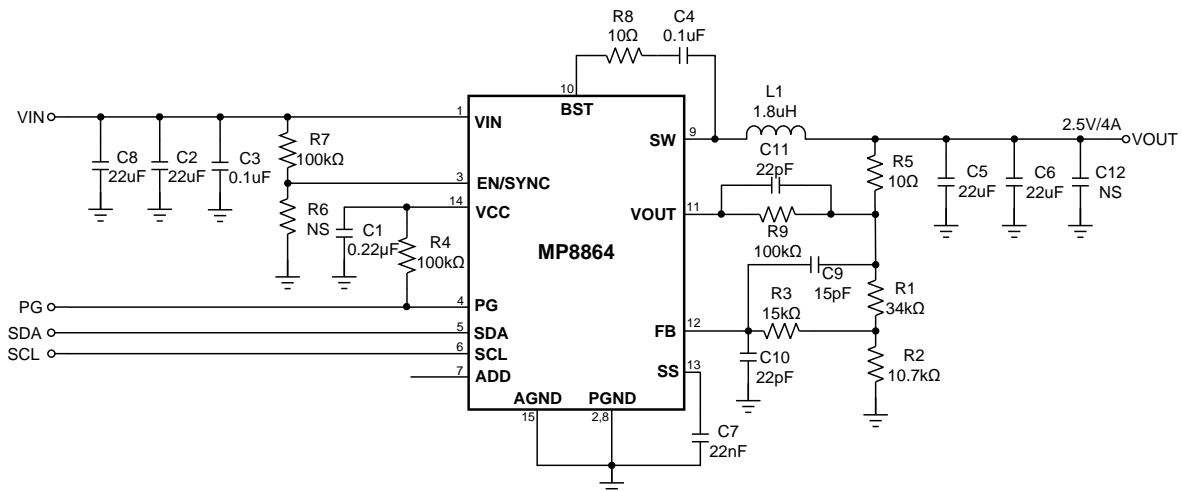 R8
10Ω
C4
0.1uF
10
BST
VIN
1
VIN
C8
22uF
C2
22uF
C3
0.1uF
R7
100kΩ
3
EN/SYNC
R6
NS
14
VCC
C1
0.22µF
R4
100kΩ
MP8864
PG
4
PG
SDA
5
SDA
SCL
6
SCL
7
ADD
AGND
15
PGND
2,8
SW
9
L1
1.8uH
2.5V/4A
VOUT
C11
22pF
R5
10Ω
C5
22uF
C6
22uF
C12
NS
VOUT
11
R9
100kΩ
C9
15pF
R1
34kΩ
R3
15kΩ
FB
12
C10
22pF
R2
10.7kΩ
SS
13
C7
22nF